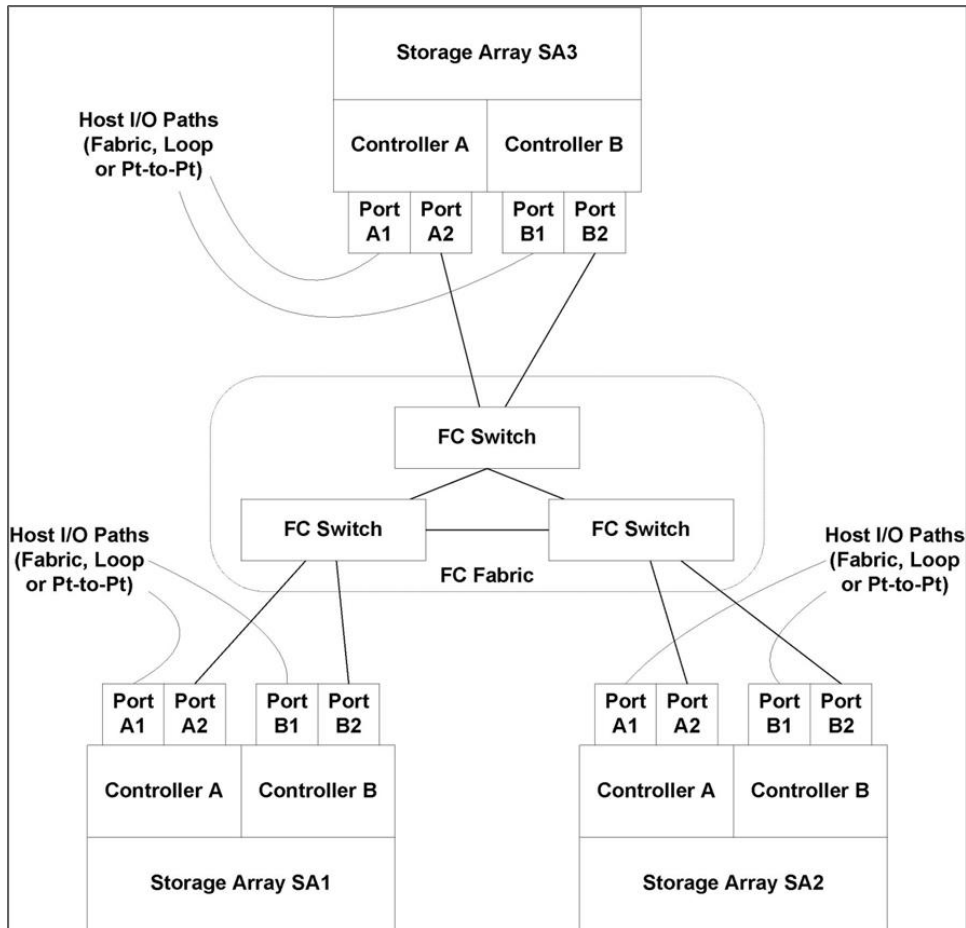 Storage Array SA3
Host I/O Paths
(Fabric, Loop
or Pt-to-Pt)
Controller A
Controller B
Port
A1
Port
A2
Port
B1
Port
B2
FC Switch
FC Switch
FC Switch
FC Fabric
Host I/O Paths
(Fabric, Loop
or Pt-to-Pt)
Host I/O Paths
(Fabric, Loop
or Pt-to-Pt)
Port
A1
Port
A2
Port
B1
Port
B2
Port
A1
Port
A2
Port
B1
Port
B2
Controller A
Controller B
Controller A
Controller B
Storage Array SA1
Storage Array SA2